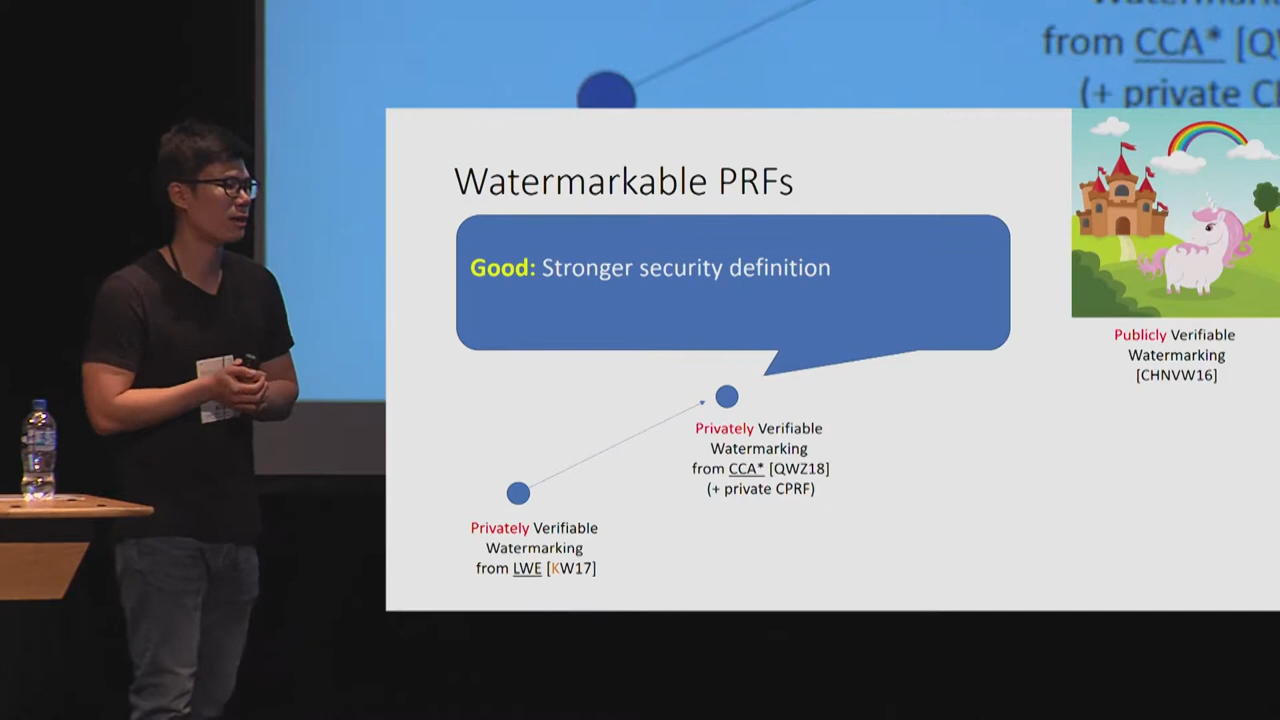 from CCA*
(+ private
Watermarkable PRFs
Good: Stronger security definition
Publicly Verifiable
Watermarking
[CHNVW16]
Privately Verifiable
Watermarking
from CCA* [QWZ18]
(+ private CPRF)
Privately Verifiable
Watermarking
from LWE [KW17]